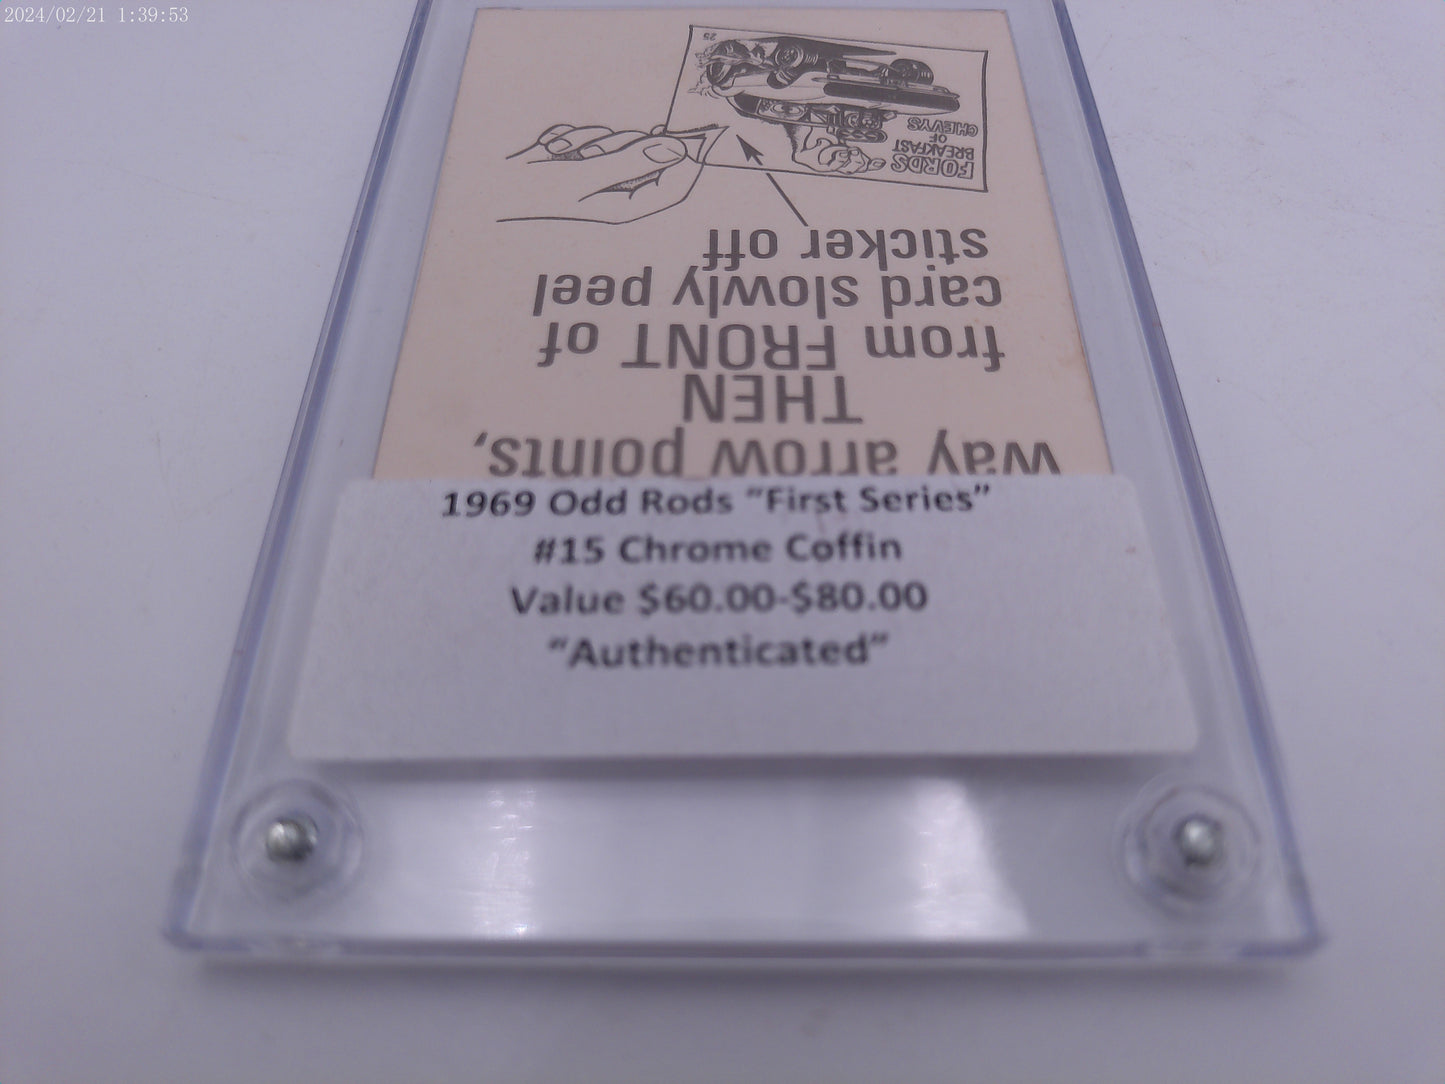 2024/02/21 1:39:53
25
FORDS
BREAKFAST
OF
CHEVYS
way arrow points,
THEN
from FRONT of
card slowly peel
sticker off
1969 Odd Rods "First Series"
#15 Chrome Coffin
Value $60.00-$80.00
"Authenticated"